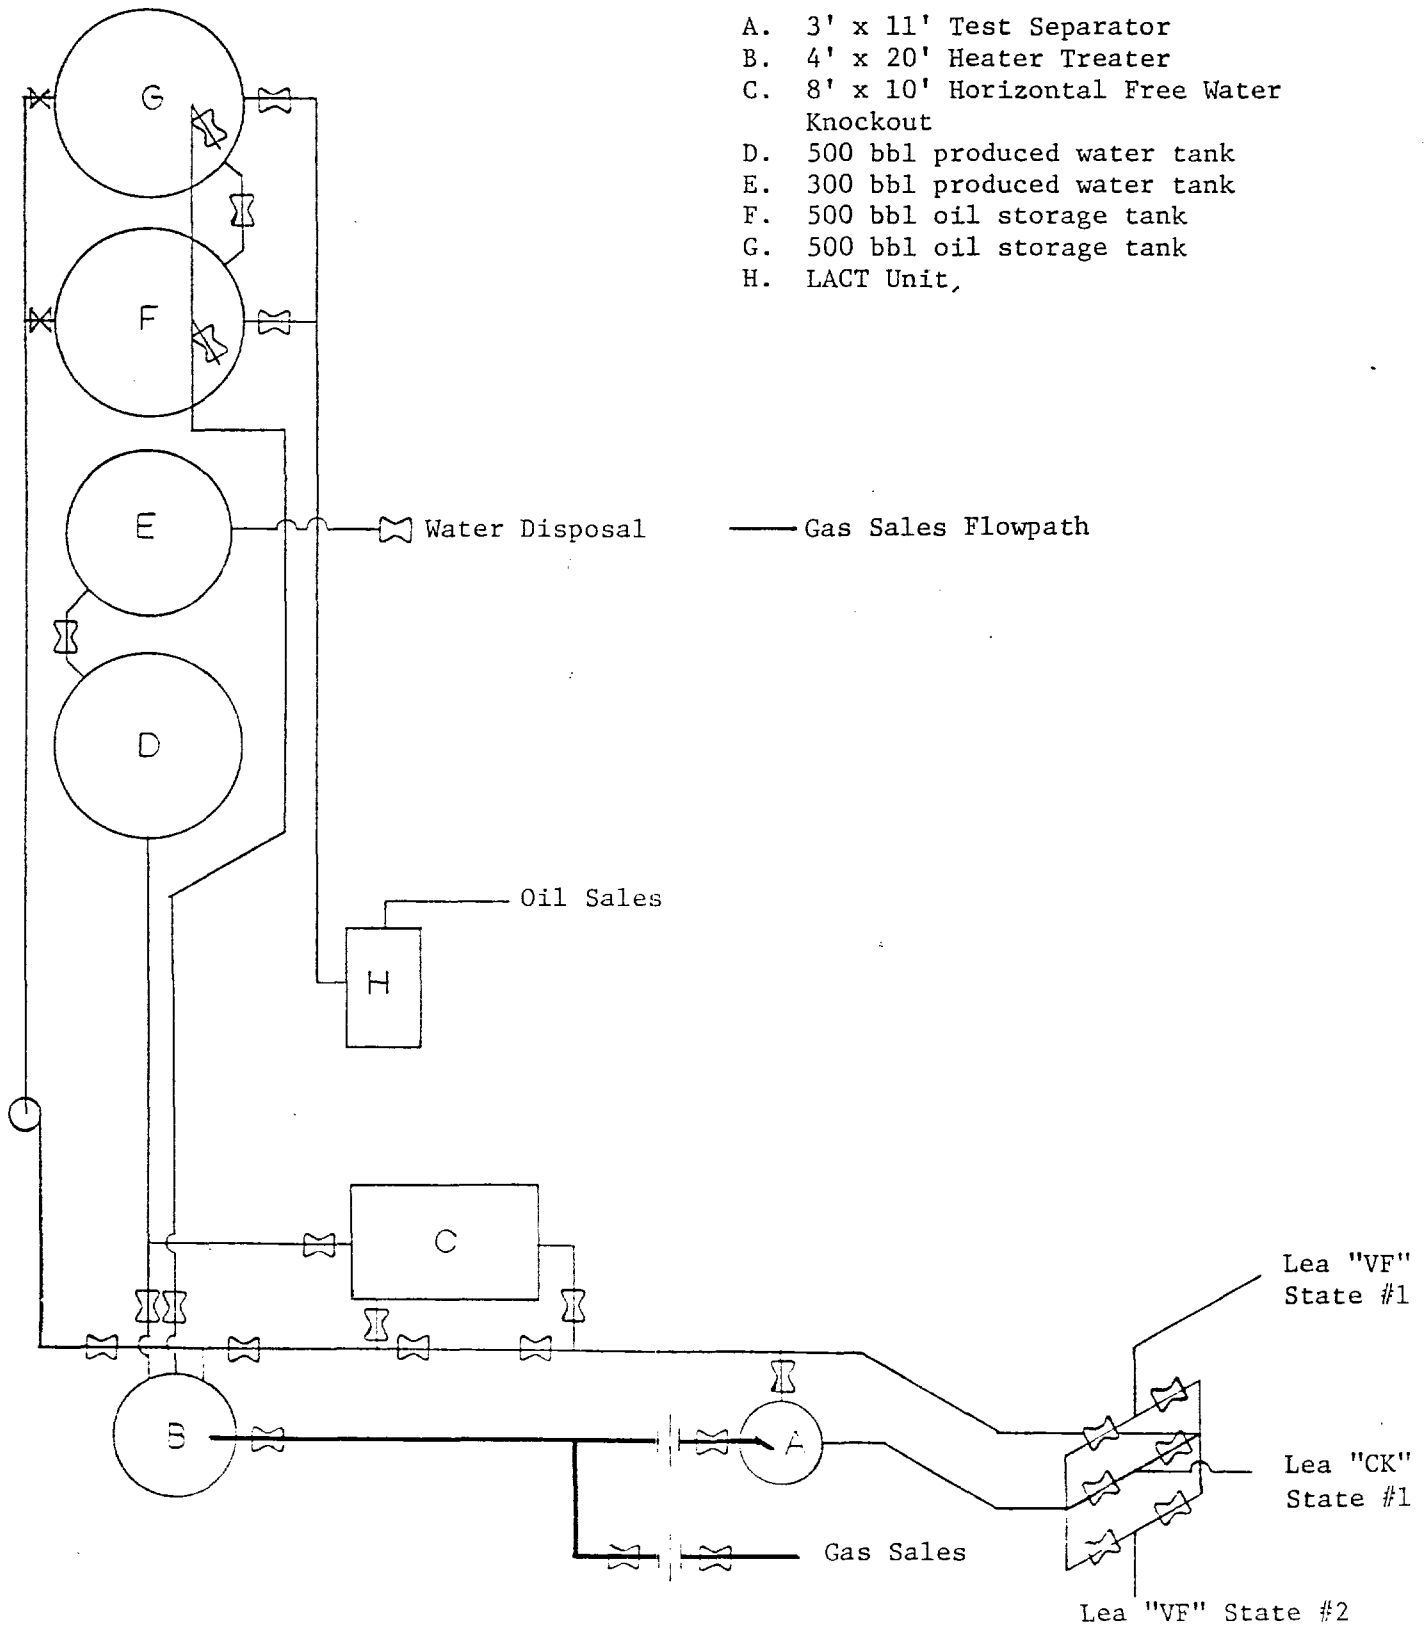 A. 3' x 11' Test Separator
B. 4' x 20' Heater Treater
C. 8' x 10' Horizontal Free Water
Knockout
D. 500 bbl produced water tank
E. 300 bbl produced water tank
F. 500 bbl oil storage tank
G. 500 bbl oil storage tank
H. LACT Unit,
G
F
E
Water Disposal
Gas Sales Flowpath
D
Oil Sales
H
C
Lea "VF"
State #1
B
A
Lea "CK"
State #1
Gas Sales
Lea "VF" State #2